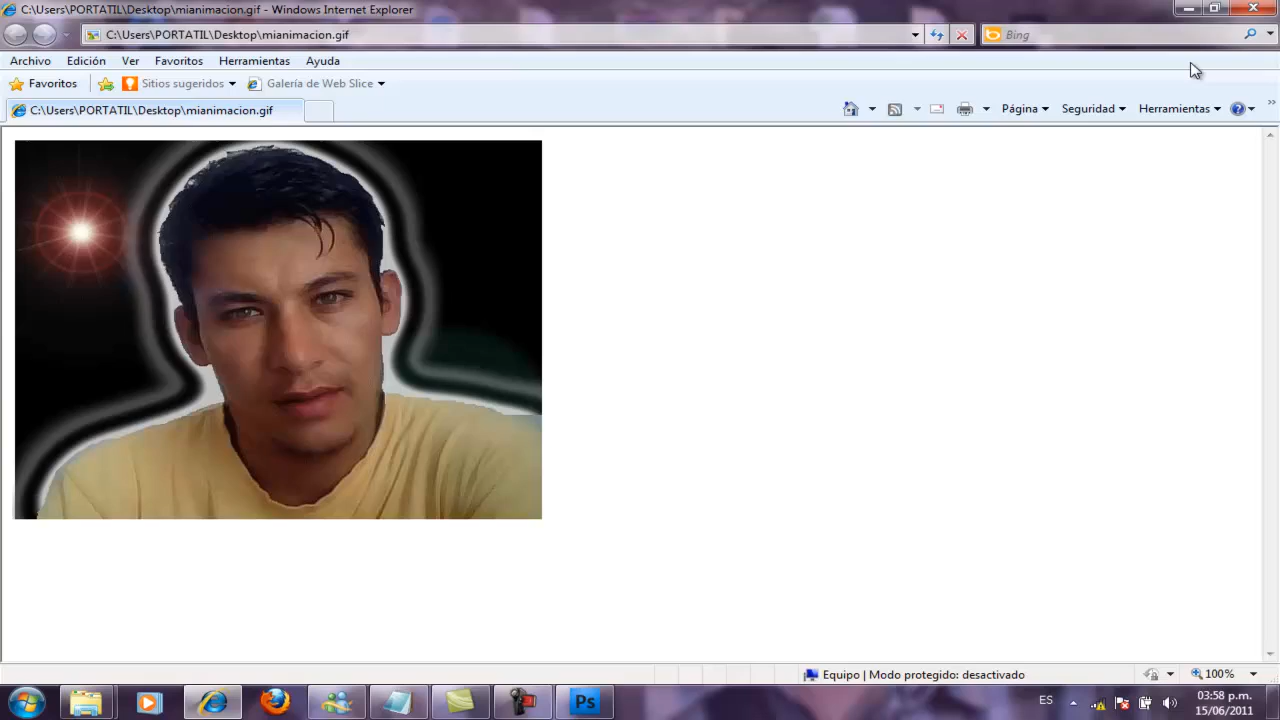 C:\Users\PORTATIL\Desktop\mianimacion.gif - Windows Internet Explorer
C:\Users\PORTATIL\Desktop\mianimacion.gif
Bing
Archivo Edición Ver Favoritos Herramientas Ayuda
Favoritos Sitios sugeridos Galería de Web Slice
C:\Users\PORTATIL\Desktop\mianimacion.gif
Página Seguridad Herramientas
Equipo | Modo protegido: desactivado
100%
Ps
ES
03:58 p.m.
15/06/2011